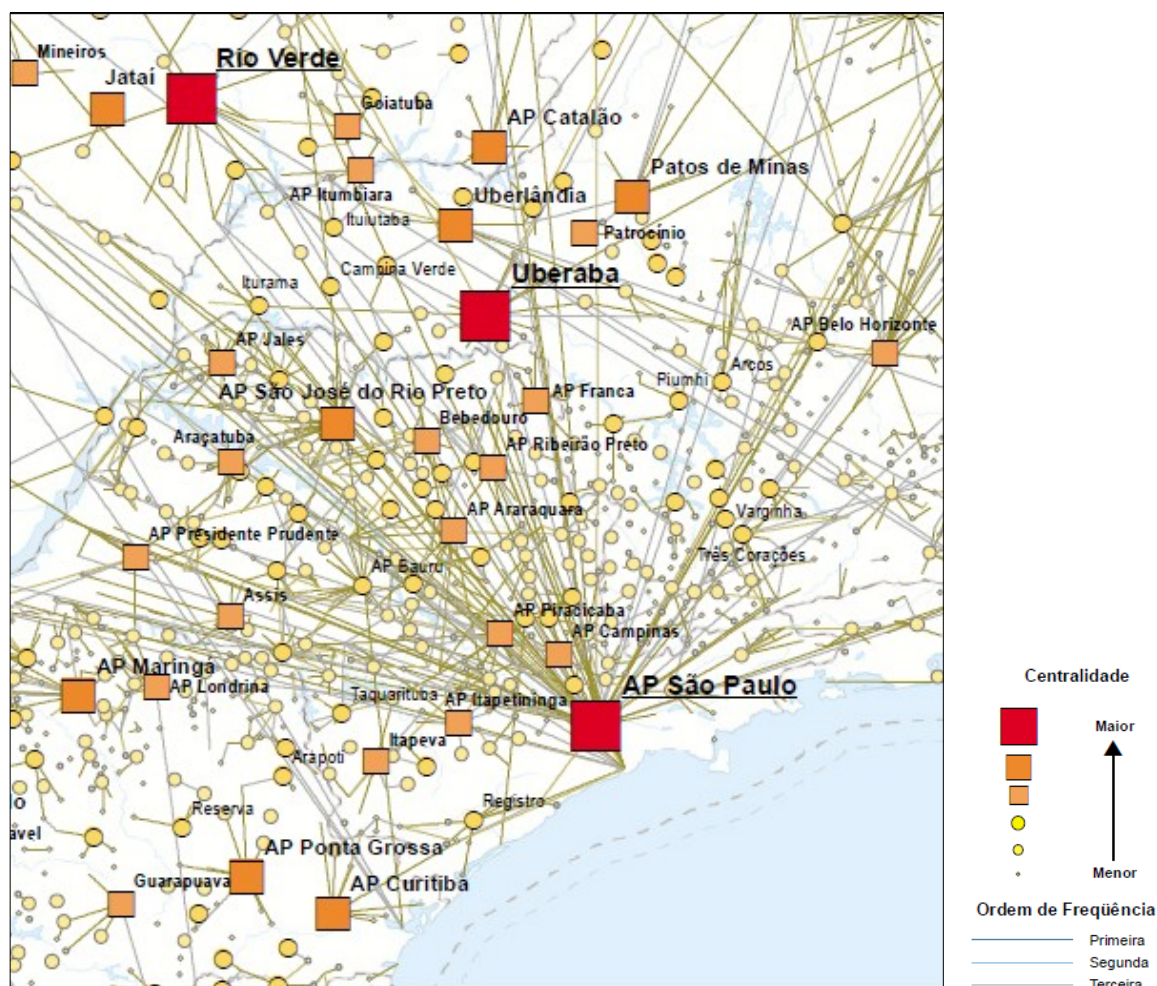 Mineiros
Rio Verde
Jataí
Goiatuba
AP Catalão
Patos de Minas
AP Itumbiara
Uberlândia
Ituiutaba
Patrocínio
Campina Verde
Uberaba
Iturama
AP Belo Horizonte
AP Jales
Arcos
AP São José do Rio Preto
Piumhi
AP Franca
Bebedouro
Araçatuba
AP Ribeirão Preto
AP Araraquara
Varginha
AP Presidente Prudente
Três Corações
AP Bauru
Assis
AP Piracicaba
AP Campinas
AP Maringá
AP Londrina
AP São Paulo
Taquarituba
AP Itapetininga
Itapeva
Arapoti
Registro
Reserva
o
ável
AP Ponta Grossa
Guarapuava
AP Curitiba
Centralidade
Maior
Menor
Ordem de Freqüência
Primeira
Segunda
Terceira